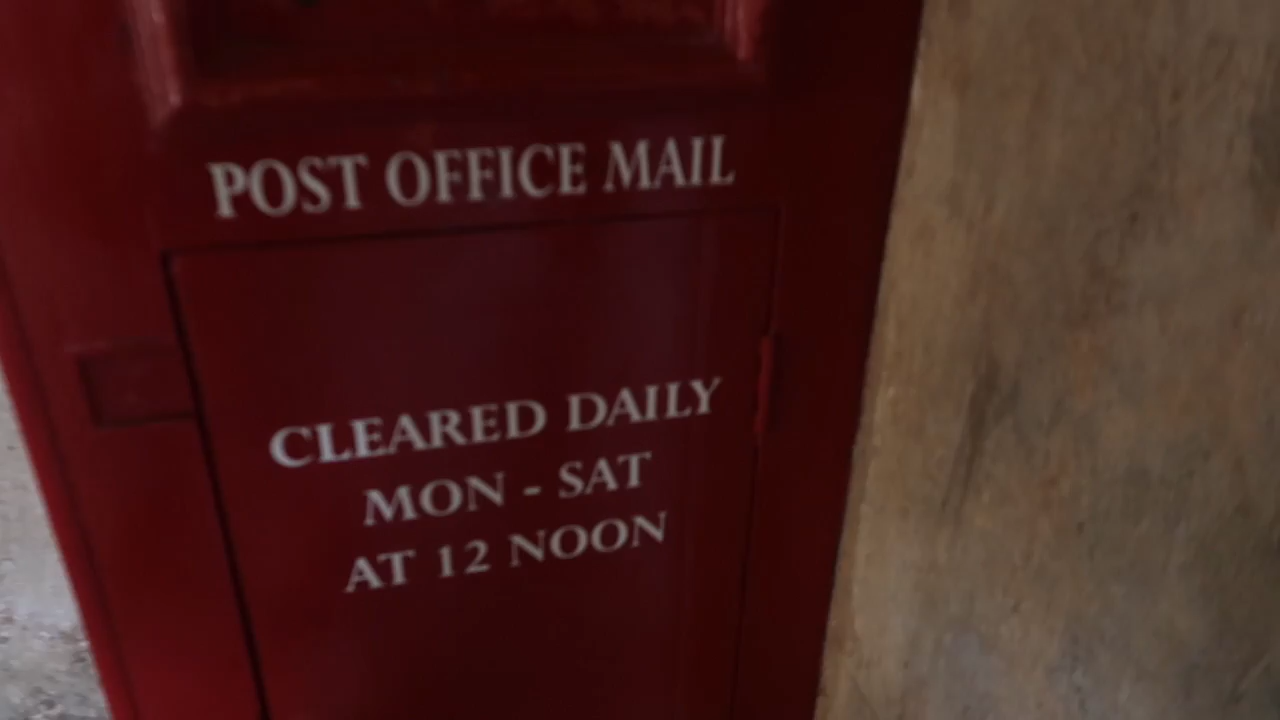 POST OFFICE MAIL
CLEARED DAILY
MON - SAT
AT 12 NOON